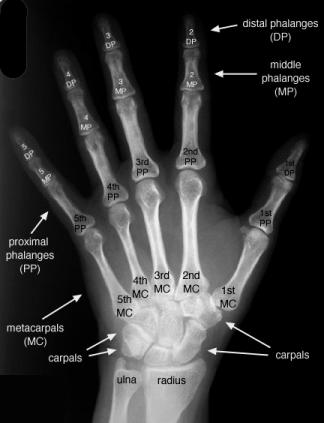 distal phalanges
(DP)
middle
phalanges
(MP)
2
DP
3
DP
2
MP
3
MP
4
DP
4
MP
5
DP
5
MP
1st
DP
2nd
PP
3rd
PP
4th
PP
5th
PP
1st
PP
proximal
phalanges
(PP)
2nd
MC
3rd
MC
4th
MC
5th
MC
1st
MC
metacarpals
(MC)
carpals
carpals
ulna
radius